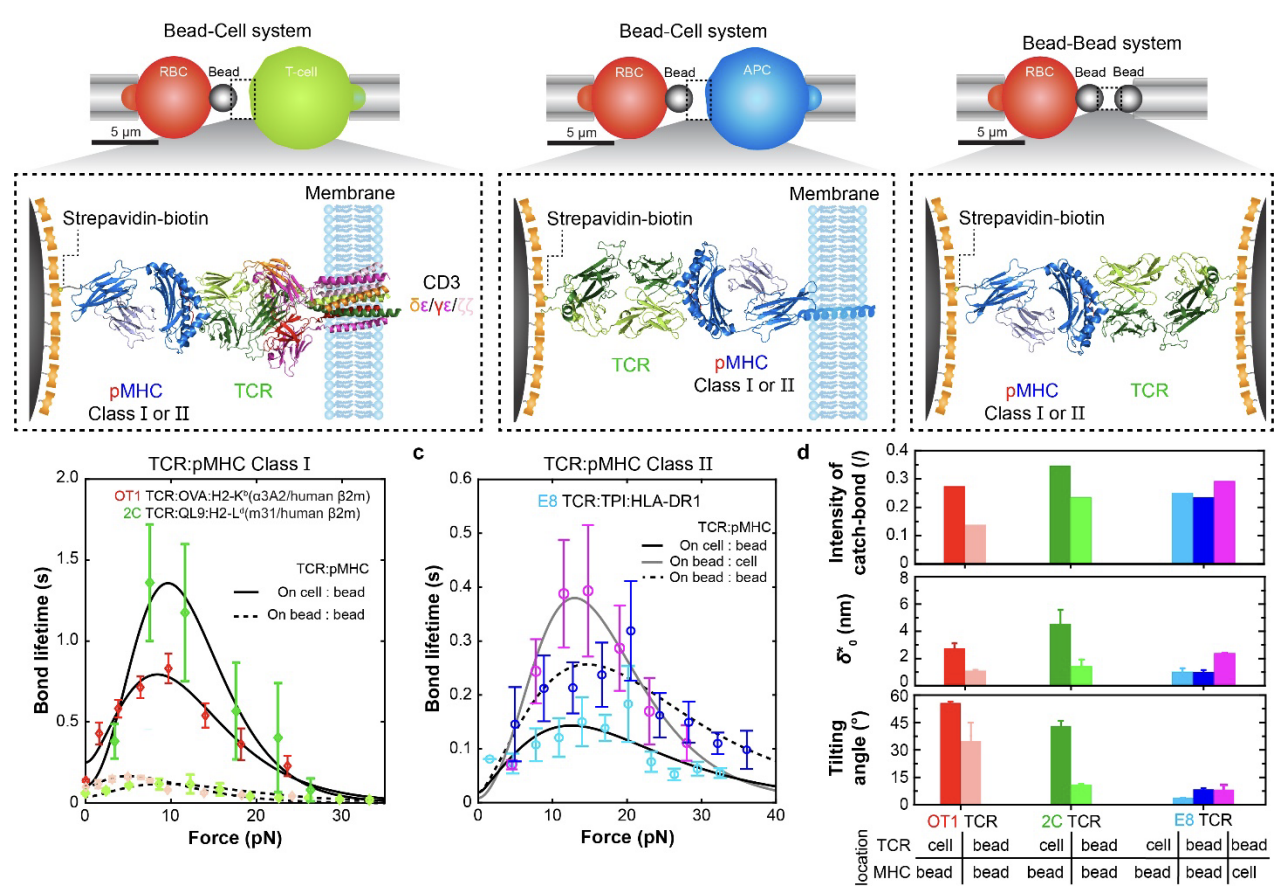 Bead-Cell system
RBC
Bead
T-cell
5 µm
Strepavidin-biotin
Membrane
CD3
δε/γε/ζζ
pMHC
Class I or II
TCR
Bead-Cell system
RBC
Bead
APC
5 µm
Strepavidin-biotin
Membrane
TCR
pMHC
Class I or II
Bead-Bead system
RBC
Bead
Bead
5 µm
Strepavidin-biotin
pMHC
Class I or II
TCR
TCR:pMHC Class I
OT1 TCR:OVA:H2-Kᵇ(α3A2/human β2m)
2C TCR:QL9:H2-Lᵈ(m31/human β2m)
TCR:pMHC
On cell : bead
On bead : bead
Bond lifetime (s)
2.0
1.5
1.0
0.5
0
0 10 20 30
Force (pN)
c
TCR:pMHC Class II
E8 TCR:TPI:HLA-DR1
TCR:pMHC
On cell : bead
On bead : cell
On bead : bead
Bond lifetime (s)
0.6
0.5
0.4
0.3
0.2
0.1
0
0 10 20 30 40
Force (pN)
d
Intensity of
catch-bond (I)
0.4
0.3
0.2
0.1
0
δ*₀ (nm)
8
6
4
2
0
Tilting
angle (°)
60
45
30
15
0
OT1 TCR 2C TCR E8 TCR
location
TCR cell bead cell bead cell bead bead
MHC bead bead bead bead bead bead cell